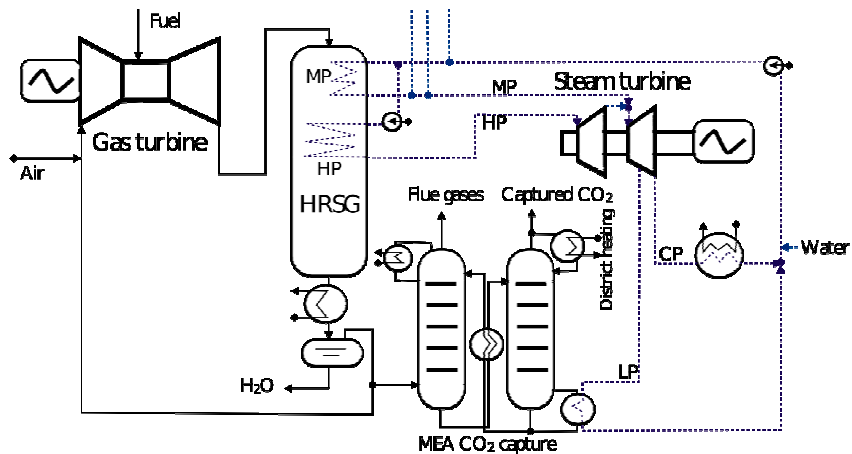 Fuel
MP
Steam turbine
MP
Gas turbine
HP
Air
HP
HRSG
Flue gases
Captured CO₂
District heating
CP
Water
LP
H₂O
MEA CO₂ capture